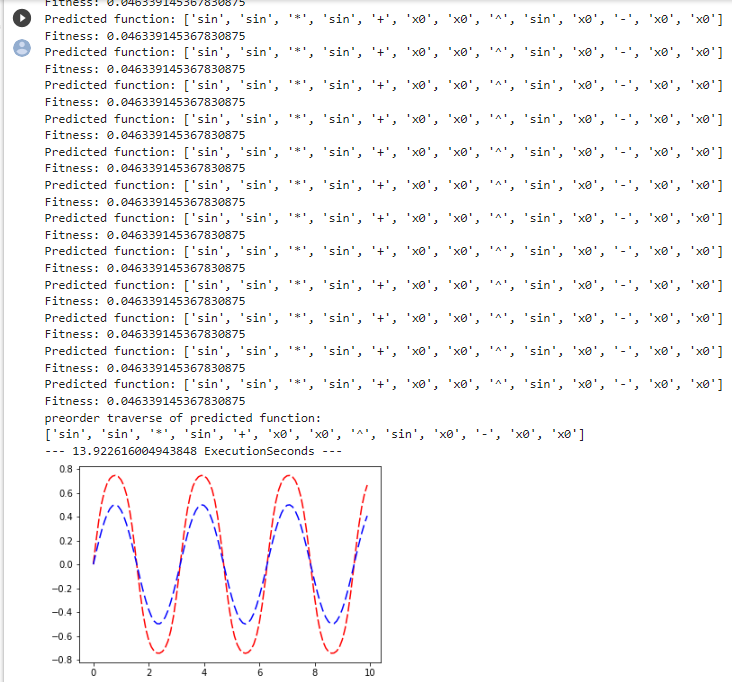 Fitness: 0.046339145367830875
Predicted function: ['sin', 'sin', '*', 'sin', '+', 'x0', 'x0', '^', 'sin', 'x0', '-', 'x0', 'x0']
Fitness: 0.046339145367830875
Predicted function: ['sin', 'sin', '*', 'sin', '+', 'x0', 'x0', '^', 'sin', 'x0', '-', 'x0', 'x0']
Fitness: 0.046339145367830875
Predicted function: ['sin', 'sin', '*', 'sin', '+', 'x0', 'x0', '^', 'sin', 'x0', '-', 'x0', 'x0']
Fitness: 0.046339145367830875
Predicted function: ['sin', 'sin', '*', 'sin', '+', 'x0', 'x0', '^', 'sin', 'x0', '-', 'x0', 'x0']
Fitness: 0.046339145367830875
Predicted function: ['sin', 'sin', '*', 'sin', '+', 'x0', 'x0', '^', 'sin', 'x0', '-', 'x0', 'x0']
Fitness: 0.046339145367830875
Predicted function: ['sin', 'sin', '*', 'sin', '+', 'x0', 'x0', '^', 'sin', 'x0', '-', 'x0', 'x0']
Fitness: 0.046339145367830875
Predicted function: ['sin', 'sin', '*', 'sin', '+', 'x0', 'x0', '^', 'sin', 'x0', '-', 'x0', 'x0']
Fitness: 0.046339145367830875
Predicted function: ['sin', 'sin', '*', 'sin', '+', 'x0', 'x0', '^', 'sin', 'x0', '-', 'x0', 'x0']
Fitness: 0.046339145367830875
Predicted function: ['sin', 'sin', '*', 'sin', '+', 'x0', 'x0', '^', 'sin', 'x0', '-', 'x0', 'x0']
Fitness: 0.046339145367830875
Predicted function: ['sin', 'sin', '*', 'sin', '+', 'x0', 'x0', '^', 'sin', 'x0', '-', 'x0', 'x0']
Fitness: 0.046339145367830875
Predicted function: ['sin', 'sin', '*', 'sin', '+', 'x0', 'x0', '^', 'sin', 'x0', '-', 'x0', 'x0']
Fitness: 0.046339145367830875
Predicted function: ['sin', 'sin', '*', 'sin', '+', 'x0', 'x0', '^', 'sin', 'x0', '-', 'x0', 'x0']
Fitness: 0.046339145367830875
preorder traverse of predicted function:
['sin', 'sin', '*', 'sin', '+', 'x0', 'x0', '^', 'sin', 'x0', '-', 'x0', 'x0']
--- 13.922616004943848 ExecutionSeconds ---
0.8
0.6
0.4
0.2
0.0
−0.2
−0.4
−0.6
−0.8
0 2 4 6 8 10